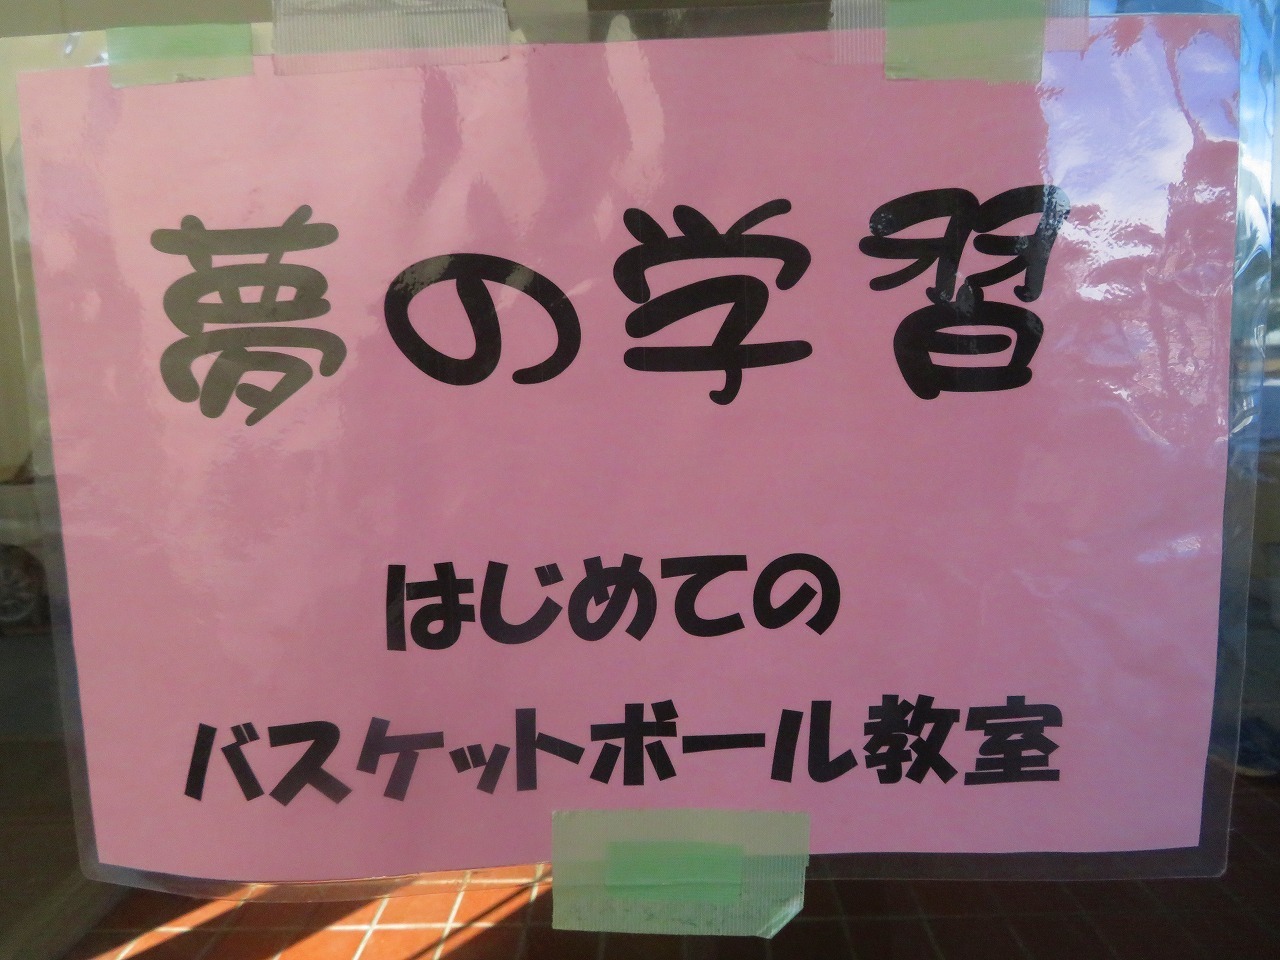 夢の学習
はじめての
バスケットボール教室